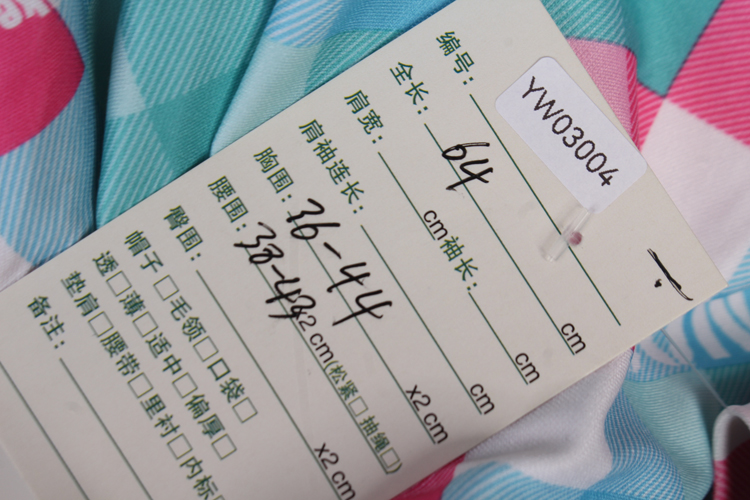 编号: YW03004
全长: 64 cm
肩宽: cm 袖长: cm
肩袖连长: cm
胸围: 36-44 x2 cm
腰围: 38-43 x2 cm(松紧□ 抽绳□)
臀围: x2 cm
帽子 □毛领□口袋□
透□薄□适中□偏厚□
垫肩□腰带□里衬□内标
备注: